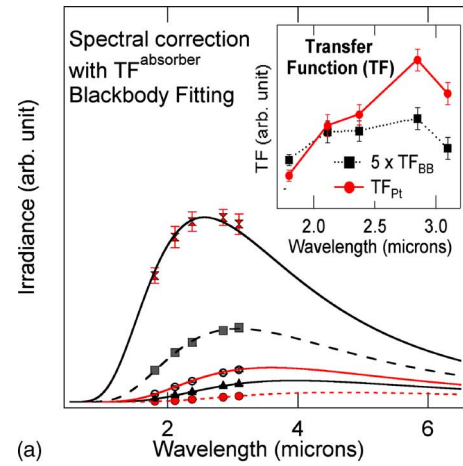 Spectral correction
with TF^absorber
Blackbody Fitting
Transfer
Function (TF)
TF (arb. unit)
5 x TF_BB
TF_Pt
2.0 2.5 3.0
Wavelength (microns)
Irradiance (arb. unit)
2 4 6
Wavelength (microns)
(a)